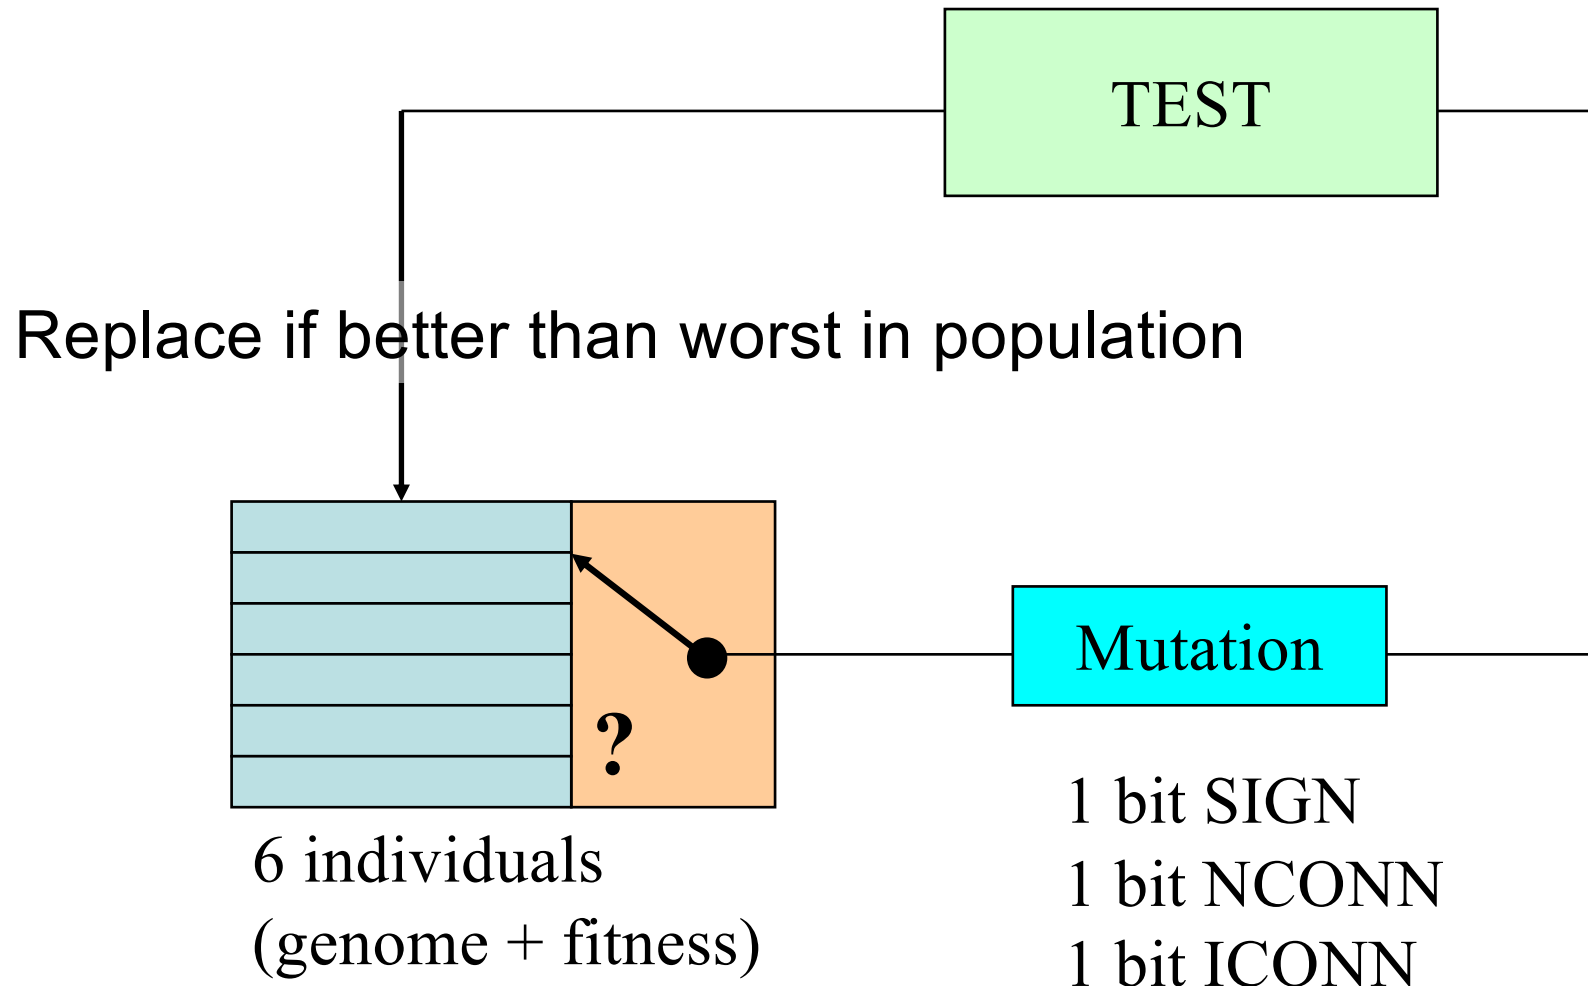 TEST
Replace if better than worst in population
Mutation
?
6 individuals
(genome + fitness)
1 bit SIGN
1 bit NCONN
1 bit ICONN